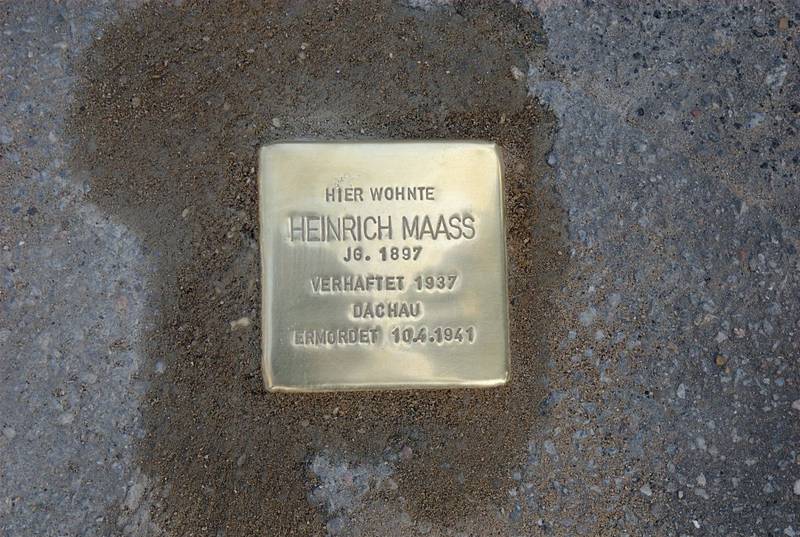 HIER WOHNTE
HEINRICH MAASS
JG. 1897
VERHAFTET 1937
DACHAU
ERMORDET 10.4.1941